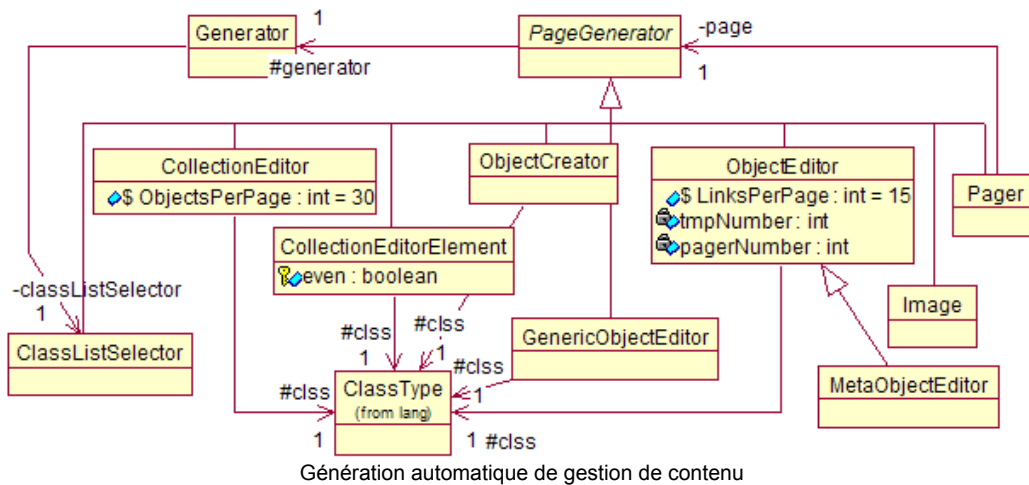 1
Generator
#generator
PageGenerator
-page
1
CollectionEditor
$ ObjectsPerPage : int = 30
ObjectCreator
ObjectEditor
$ LinksPerPage : int = 15
tmpNumber : int
pagerNumber : int
Pager
CollectionEditorElement
even : boolean
-classListSelector
1
ClassListSelector
#clss
1
#clss
1
GenericObjectEditor
Image
#clss
1
#clss
1
ClassType
(from lang)
1 #clss
MetaObjectEditor
Génération automatique de gestion de contenu